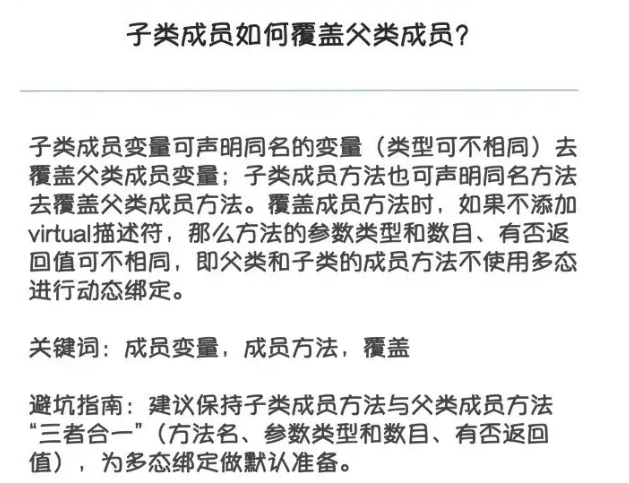 子类成员如何覆盖父类成员？
子类成员变量可声明同名的变量（类型可不相同）去
覆盖父类成员变量；子类成员方法也可声明同名方法
去覆盖父类成员方法。覆盖成员方法时，如果不添加
virtual描述符，那么方法的参数类型和数目、有否返
回值可不相同，即父类和子类的成员方法不使用多态
进行动态绑定。
关键词：成员变量，成员方法，覆盖
避坑指南：建议保持子类成员方法与父类成员方法
“三者合一”（方法名、参数类型和数目、有否返回
值），为多态绑定做默认准备。